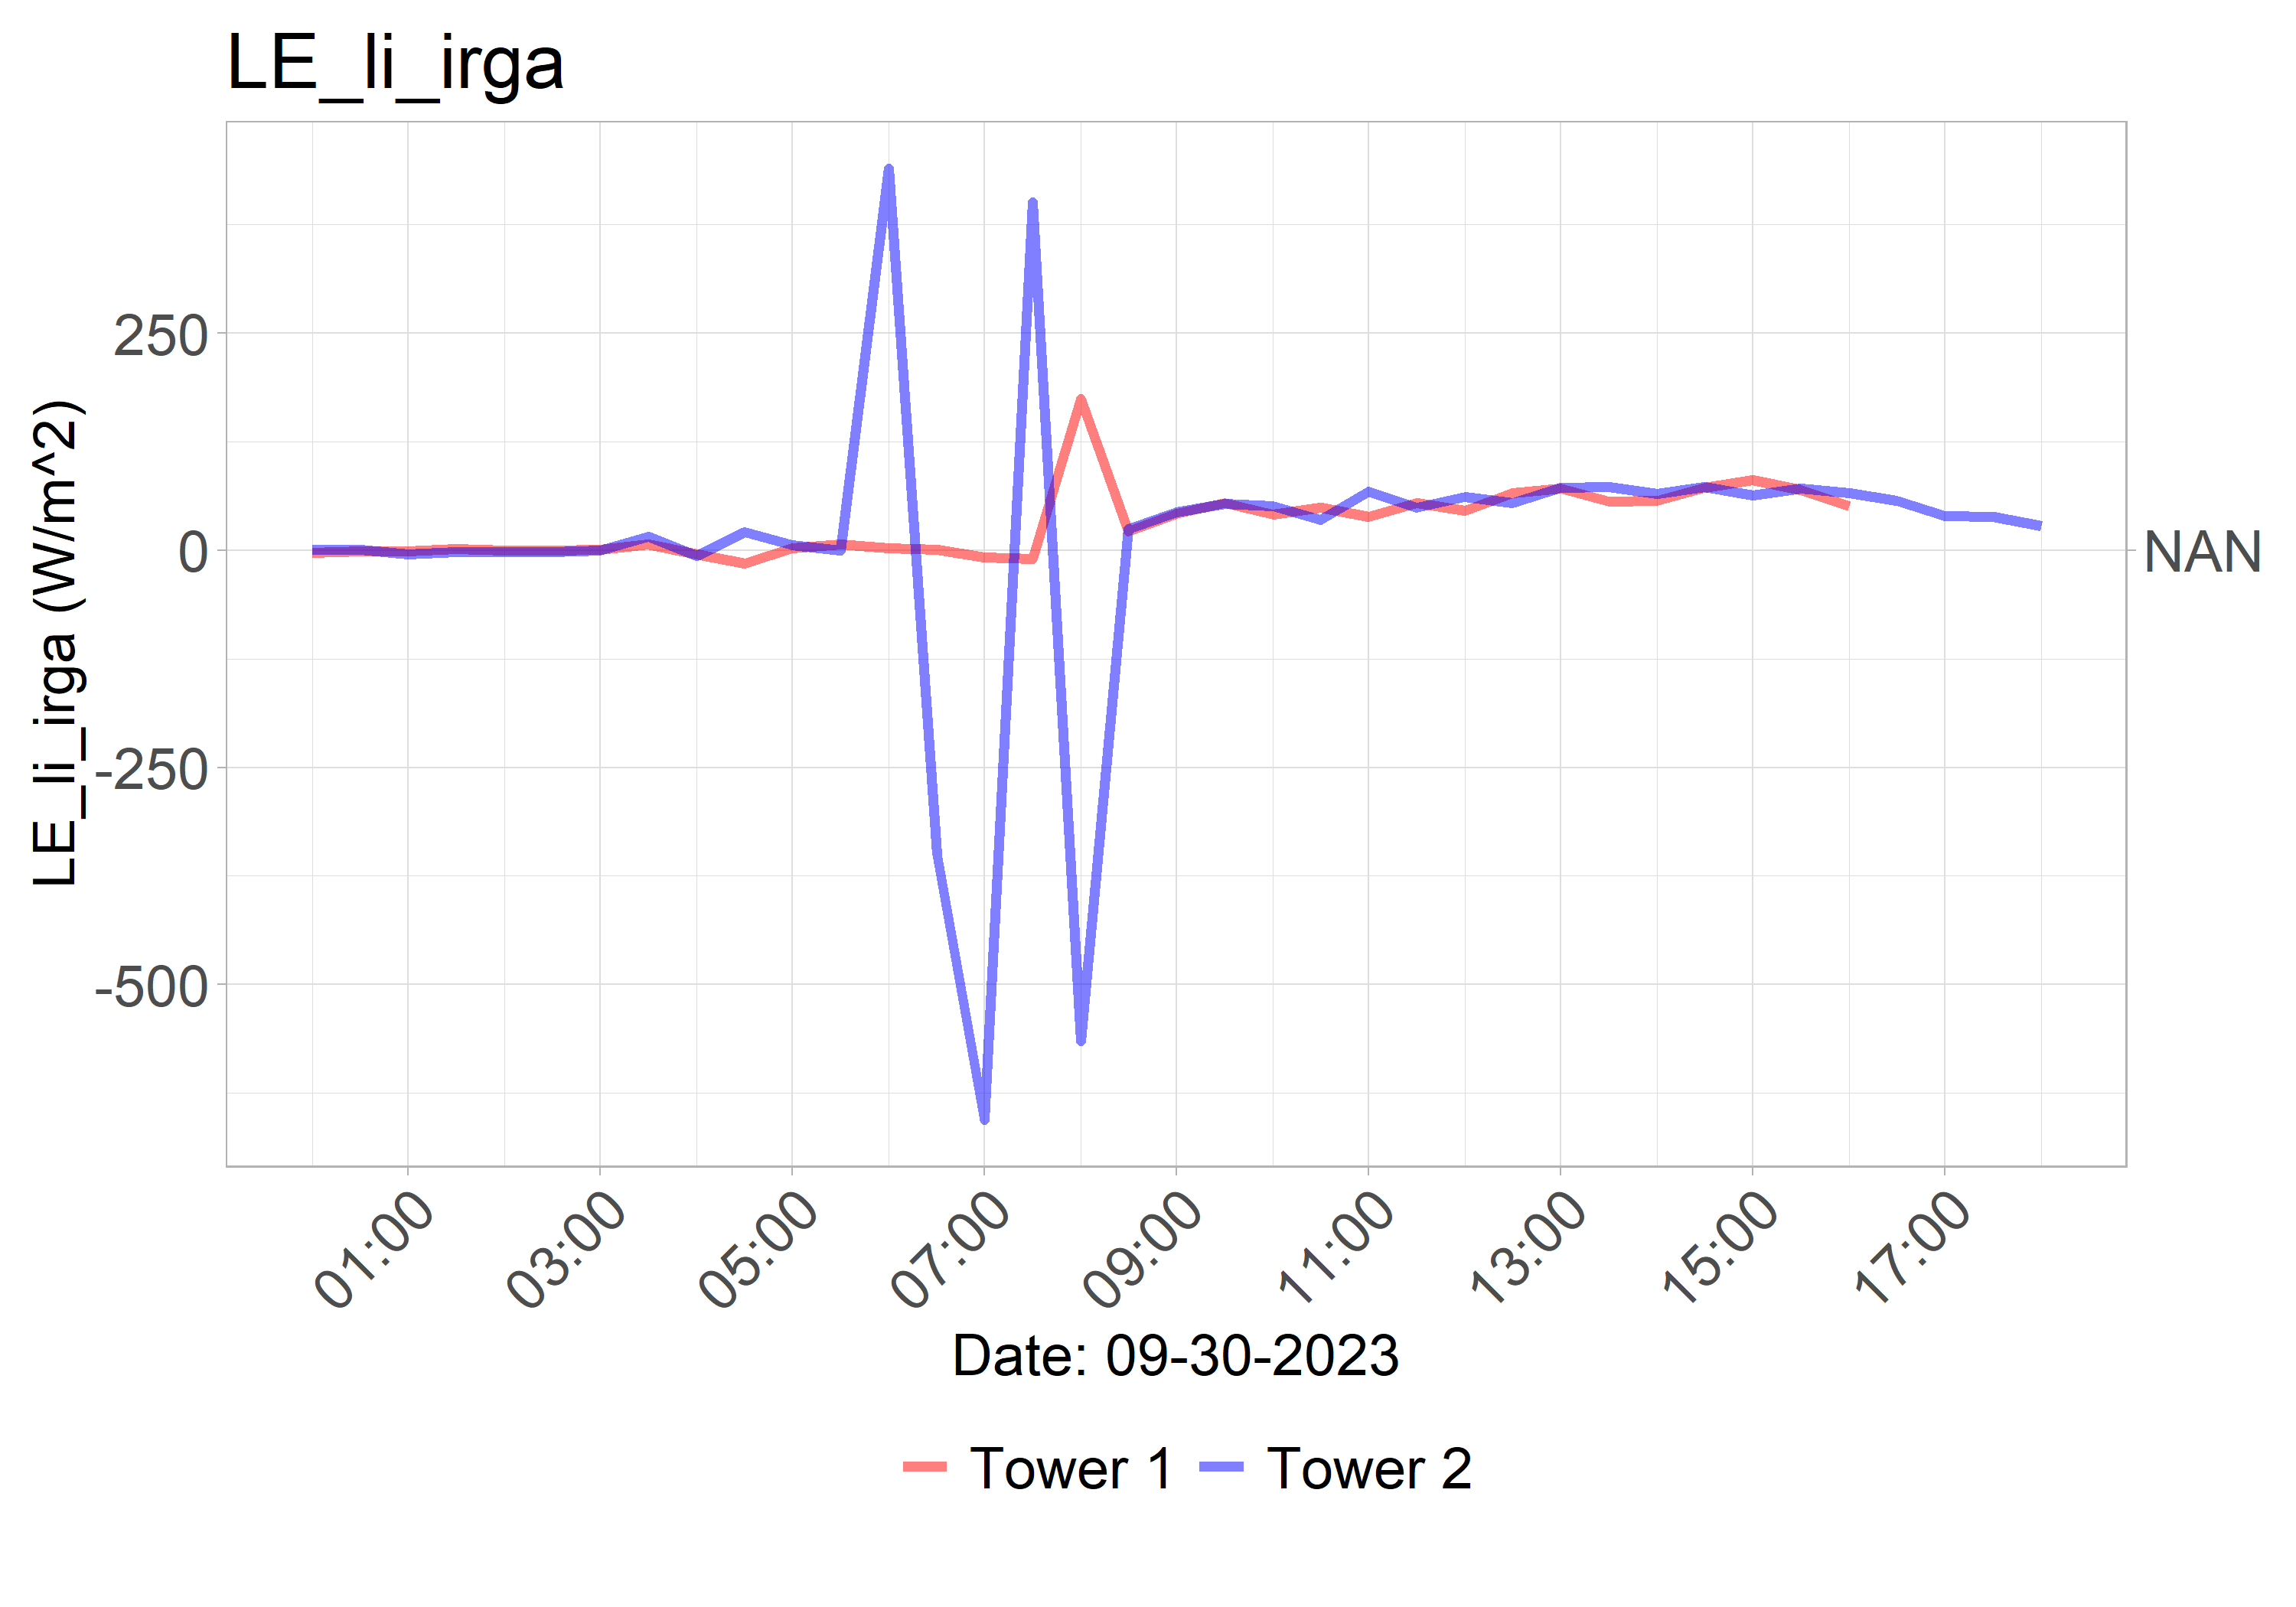 LE_li_irga
LE_li_irga (W/m^2)
250
0
-250
-500
NAN
01:00
03:00
05:00
07:00
09:00
11:00
13:00
15:00
17:00
Date: 09-30-2023
Tower 1
Tower 2